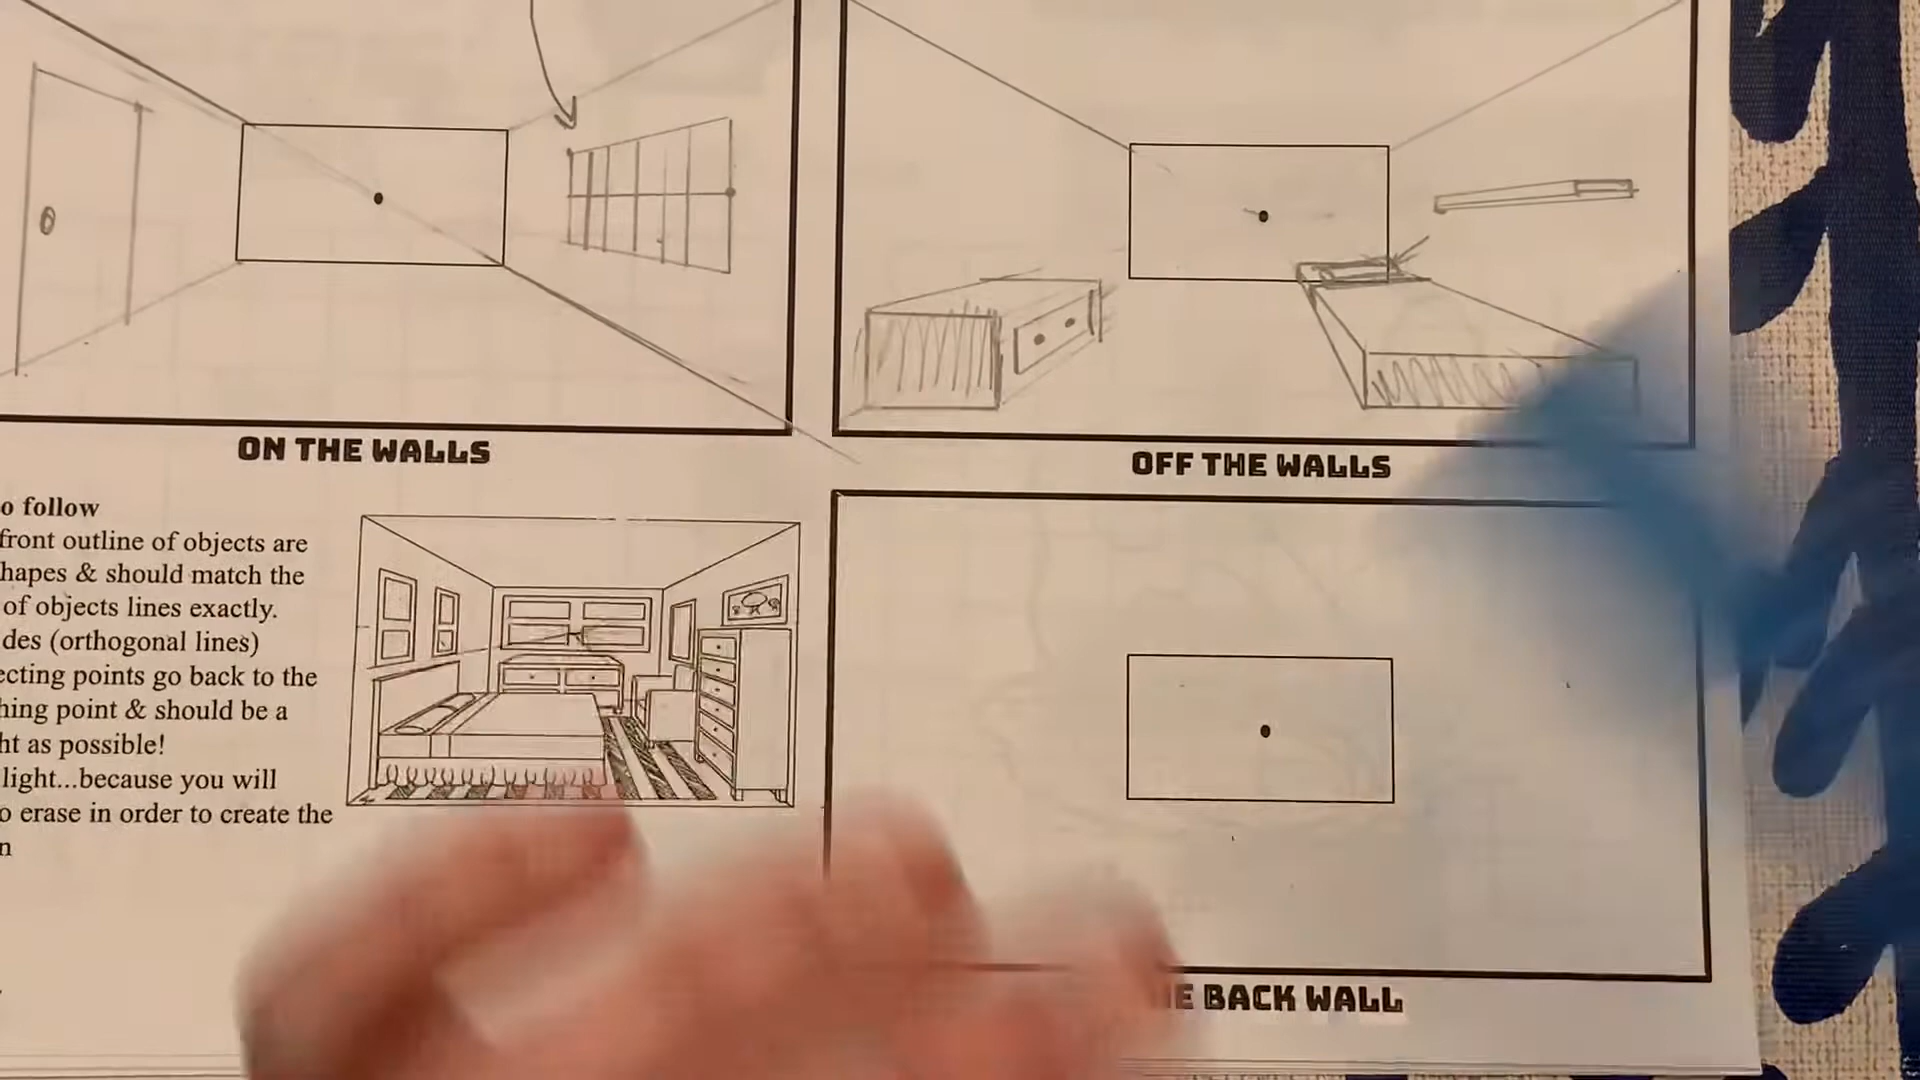 ON THE WALLS
OFF THE WALLS
o follow
front outline of objects are
hapes & should match the
of objects lines exactly.
des (orthogonal lines)
ecting points go back to the
hing point & should be a
ht as possible!
light...because you will
o erase in order to create the
n
E BACK WALL